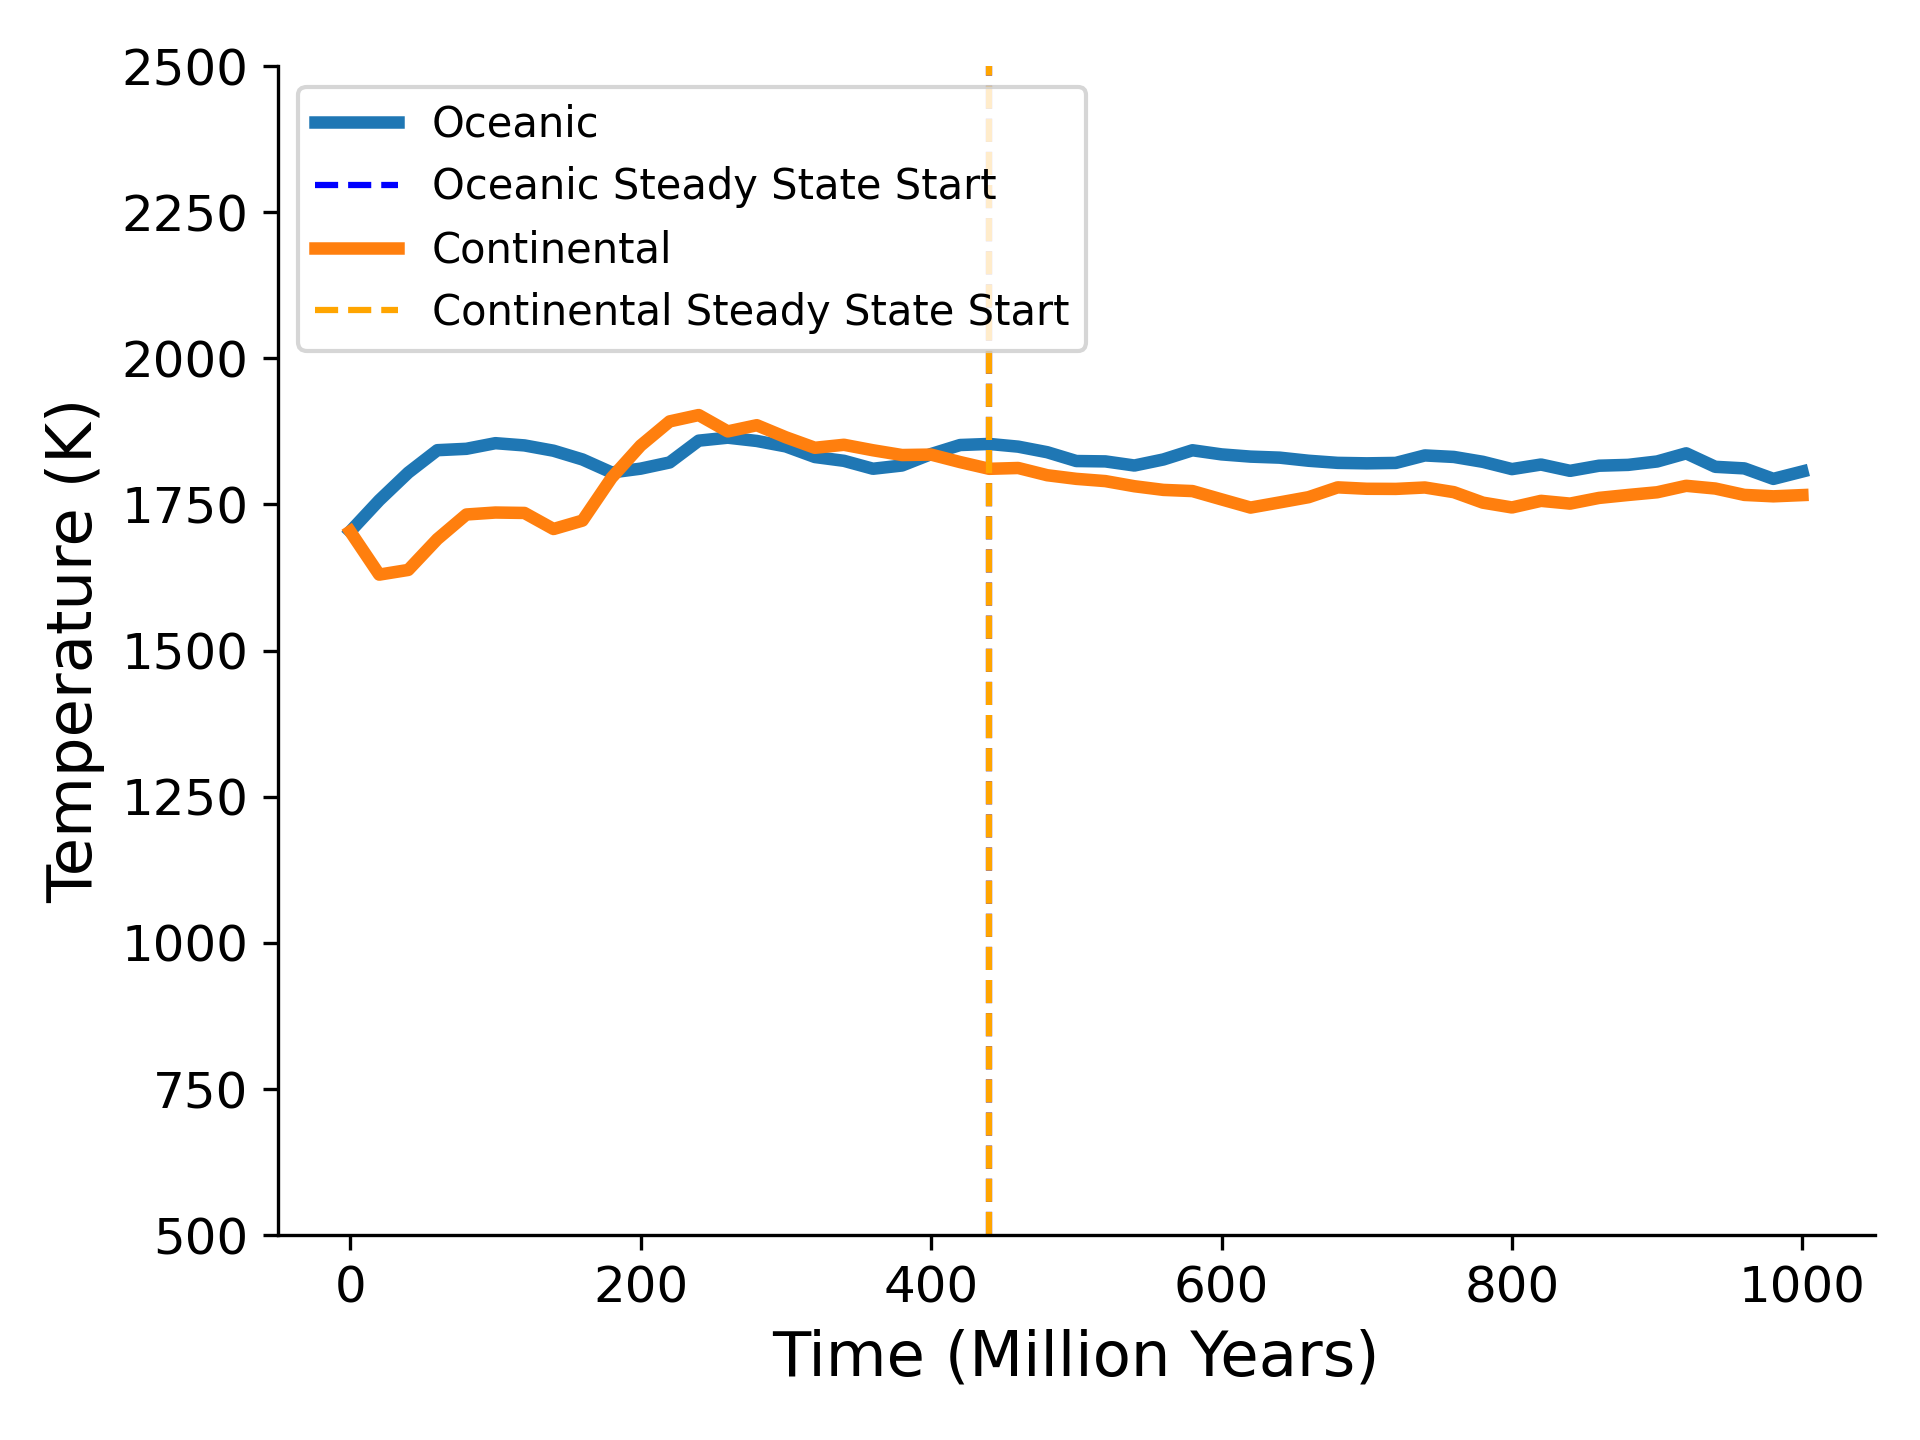 2500
2250
2000
1750
1500
1250
1000
750
500
Temperature (K)
Oceanic
Oceanic Steady State Start
Continental
Continental Steady State Start
0 200 400 600 800 1000
Time (Million Years)